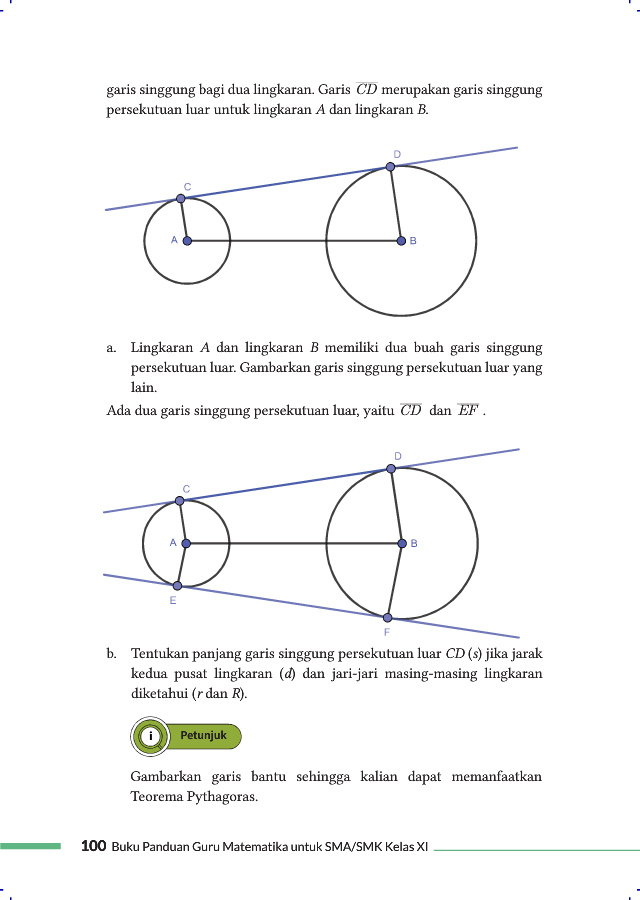 garis singgung bagi dua lingkaran. Garis CD merupakan garis singgung
persekutuan luar untuk lingkaran A dan lingkaran B.
D
C
A
B
a. Lingkaran A dan lingkaran B memiliki dua buah garis singgung
persekutuan luar. Gambarkan garis singgung persekutuan luar yang
lain.
Ada dua garis singgung persekutuan luar, yaitu CD dan EF .
D
C
A
B
E
F
b. Tentukan panjang garis singgung persekutuan luar CD (s) jika jarak
kedua pusat lingkaran (d) dan jari-jari masing-masing lingkaran
diketahui (r dan R).
i Petunjuk
Gambarkan garis bantu sehingga kalian dapat memanfaatkan
Teorema Pythagoras.
100 Buku Panduan Guru Matematika untuk SMA/SMK Kelas XI